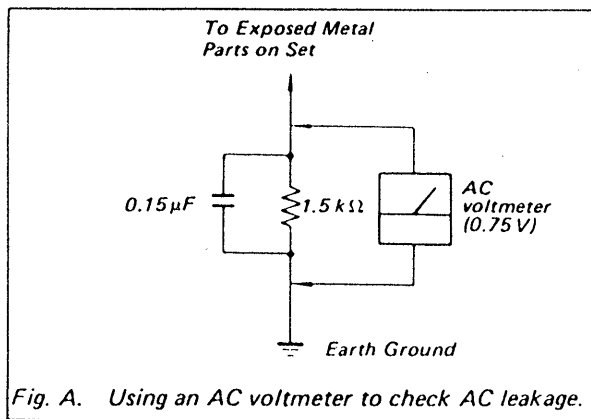 To Exposed Metal
Parts on Set
0.15μF
1.5 kΩ
AC
voltmeter
(0.75 V)
Earth Ground
Fig. A. Using an AC voltmeter to check AC leakage.